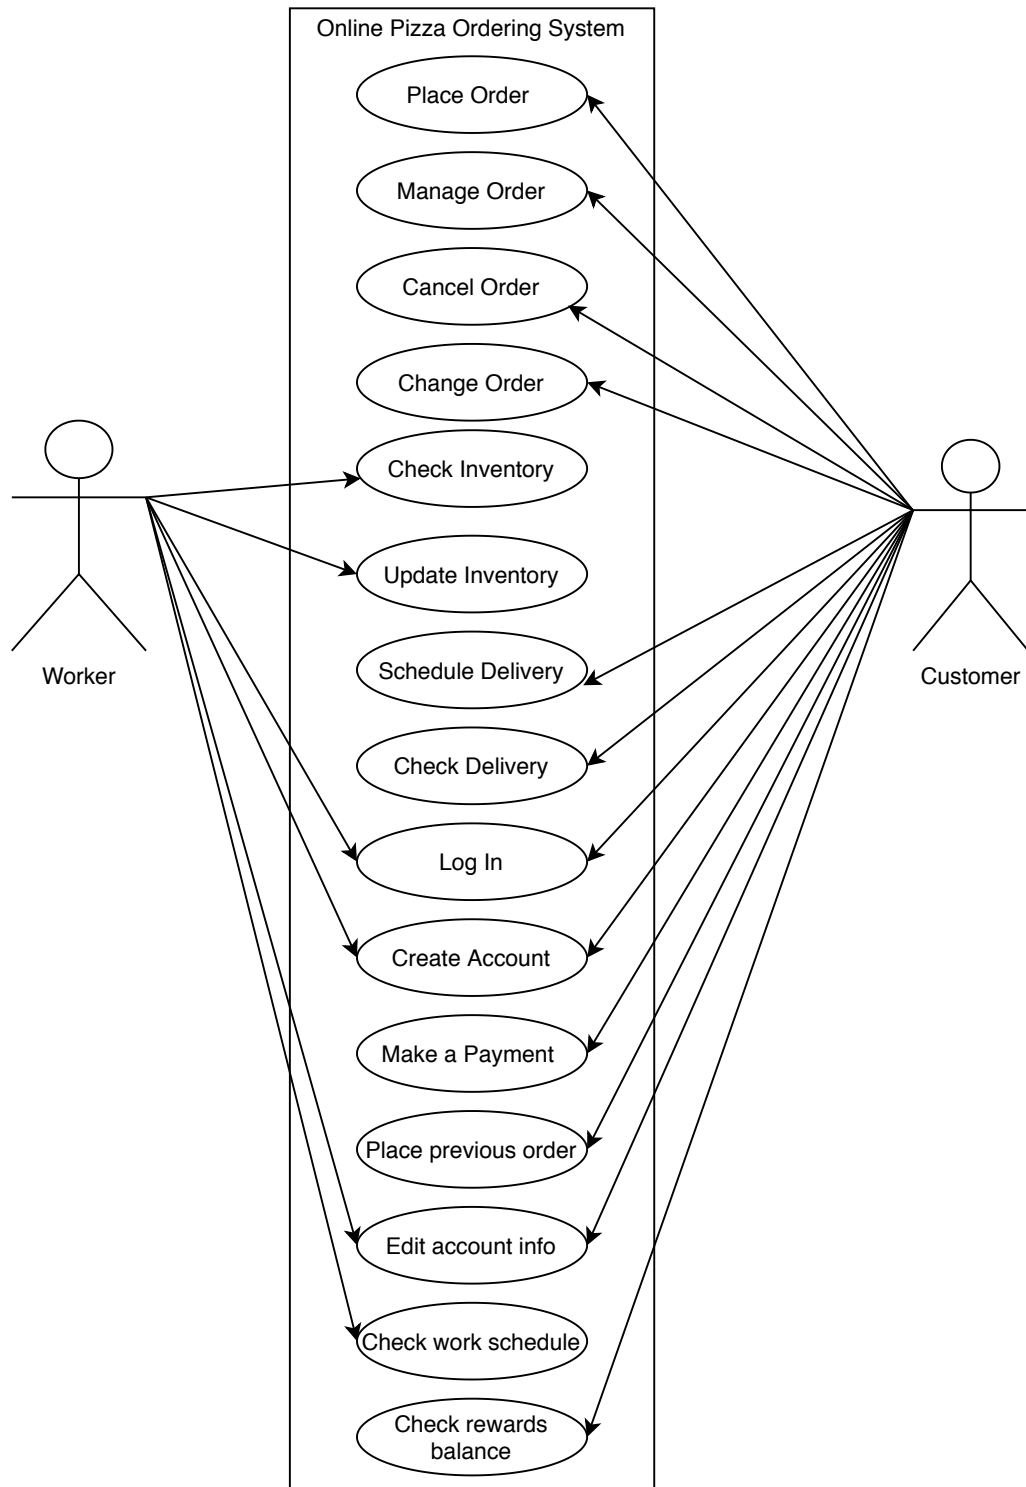 Online Pizza Ordering System
Place Order
Manage Order
Cancel Order
Change Order
Check Inventory
Update Inventory
Worker
Schedule Delivery
Customer
Check Delivery
Log In
Create Account
Make a Payment
Place previous order
Edit account info
Check work schedule
Check rewards
balance